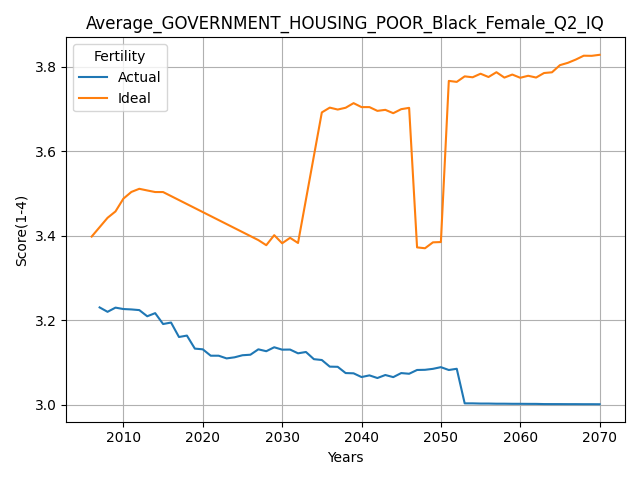 Average_GOVERNMENT_HOUSING_POOR_Black_Female_Q2_IQ
Fertility
Actual
Ideal
Score(1-4)
3.8
3.6
3.4
3.2
3.0
2010 2020 2030 2040 2050 2060 2070
Years